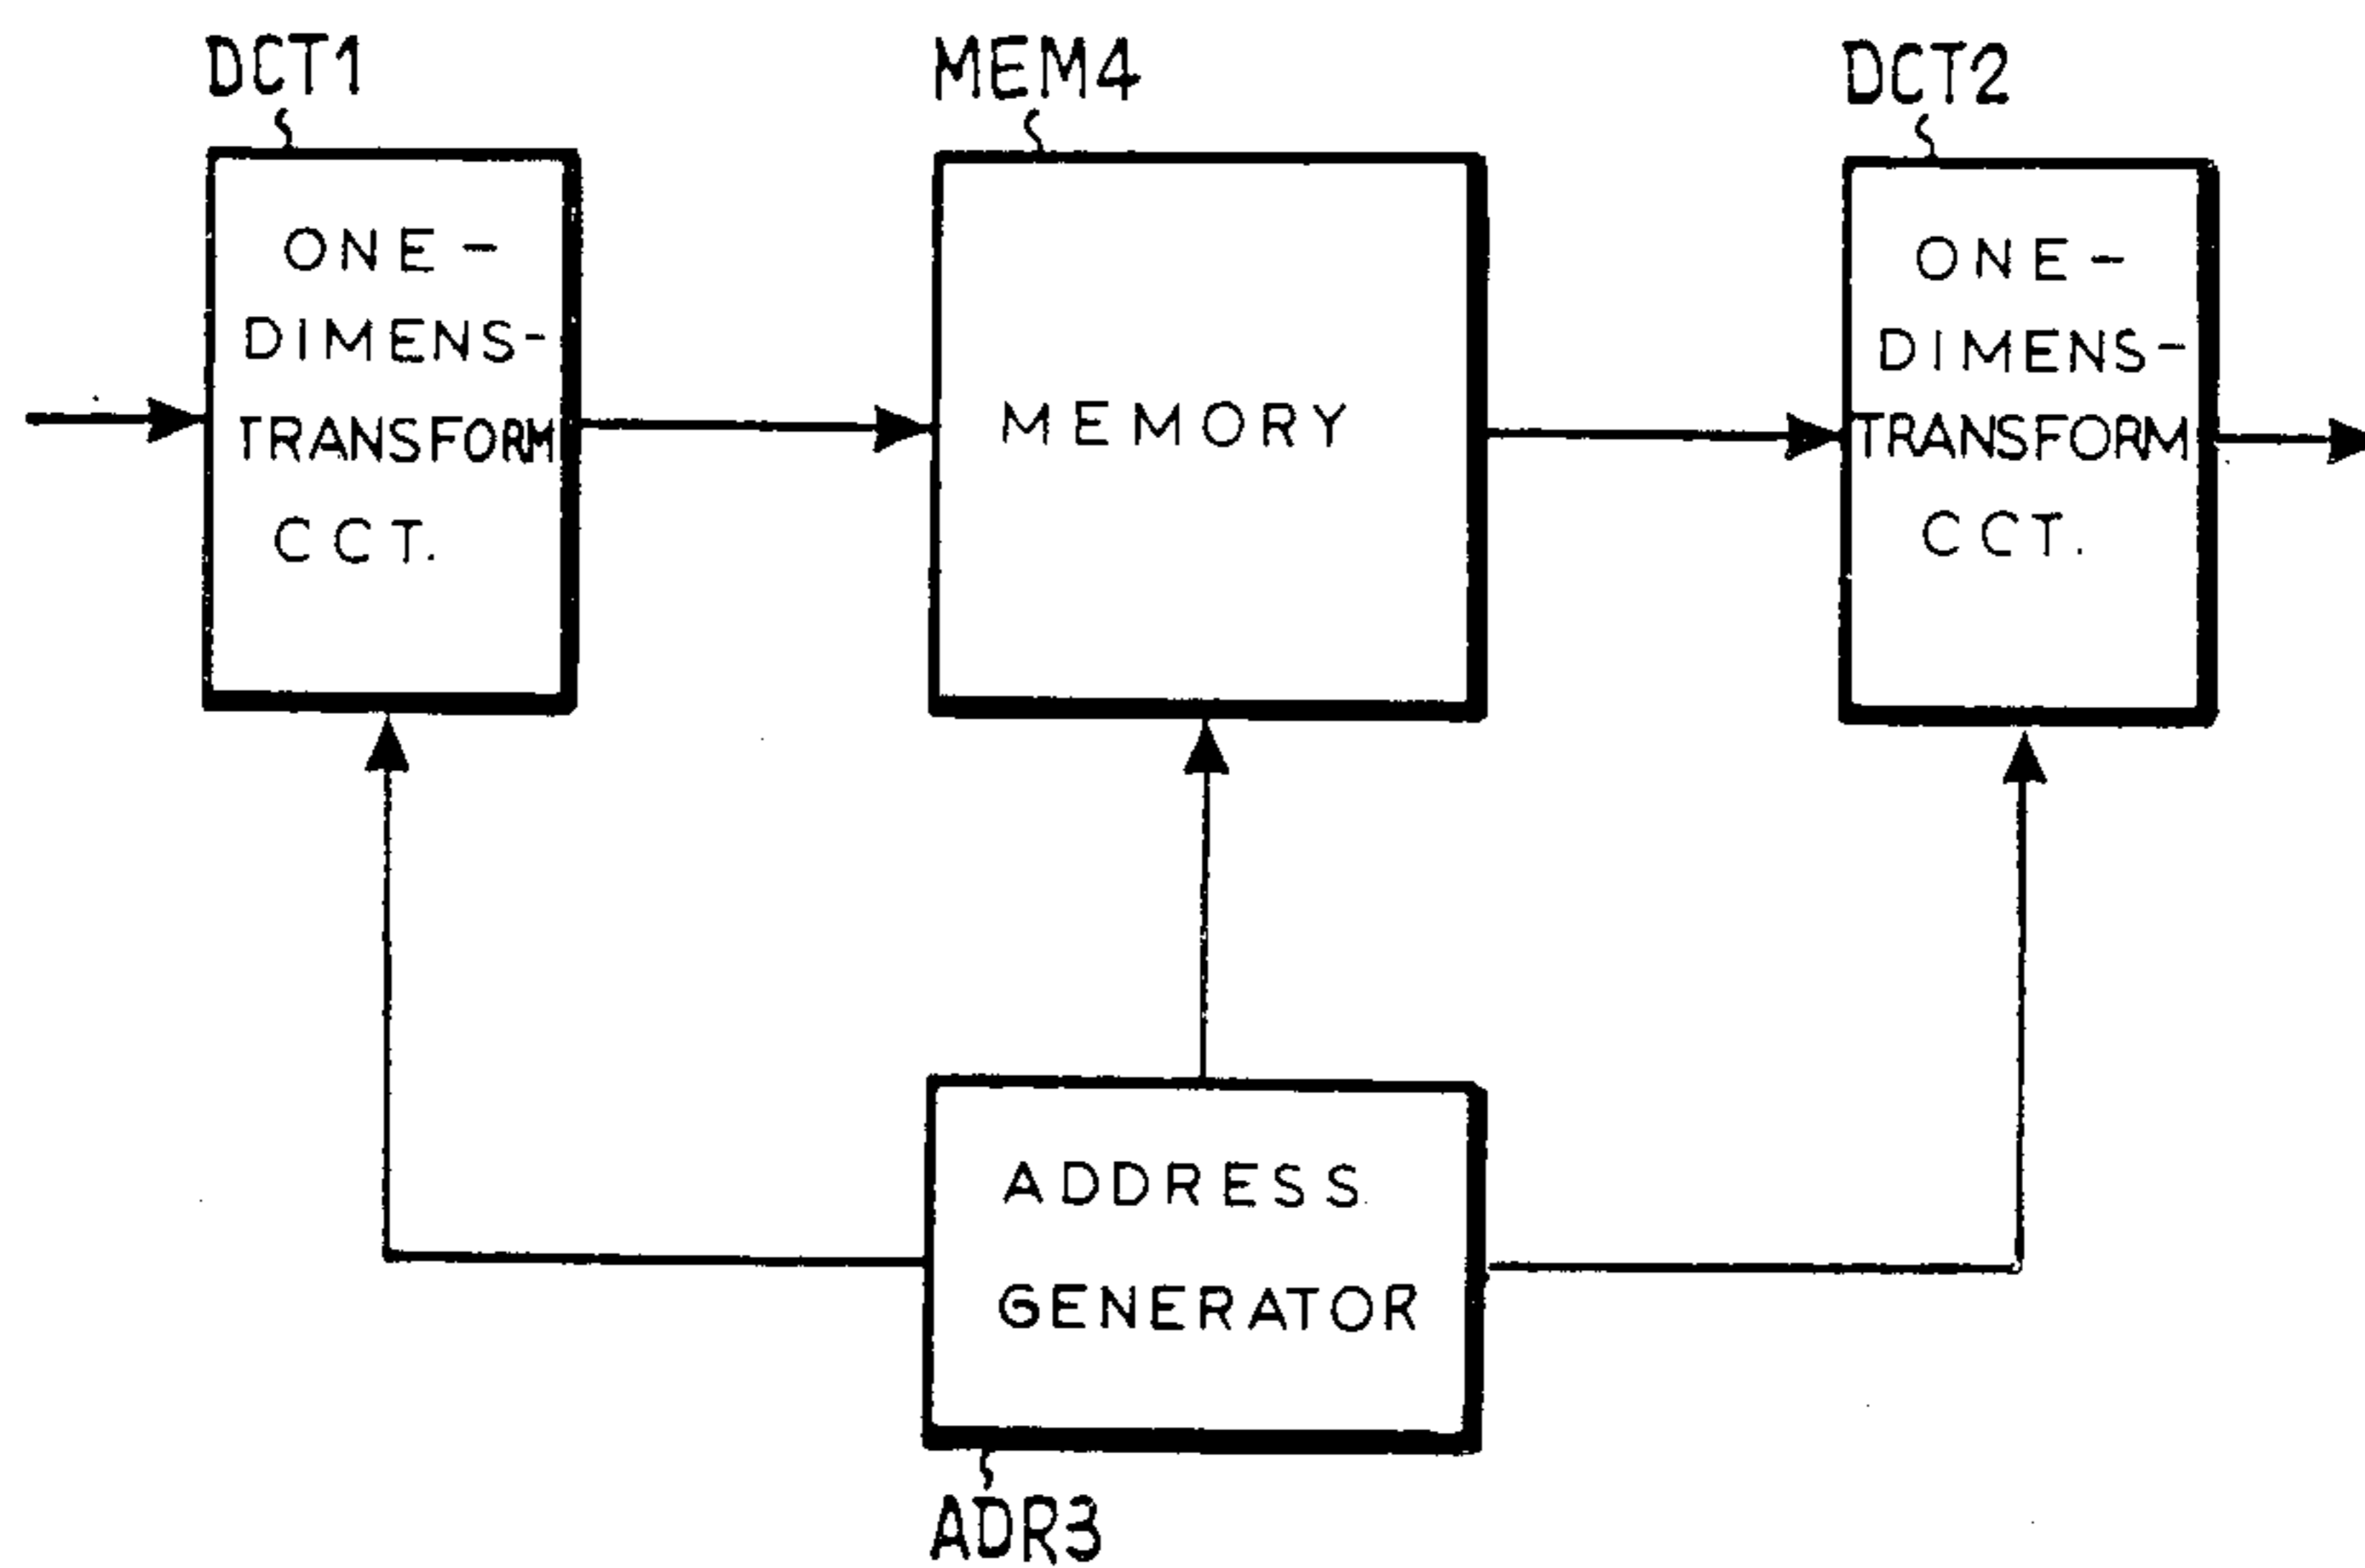 DCT1
MEM4
DCT2
ONE-
DIMENS-
TRANSFORM
CCT.
MEMORY
ONE-
DIMENS-
TRANSFORM
CCT.
ADDRESS
GENERATOR
ADR3